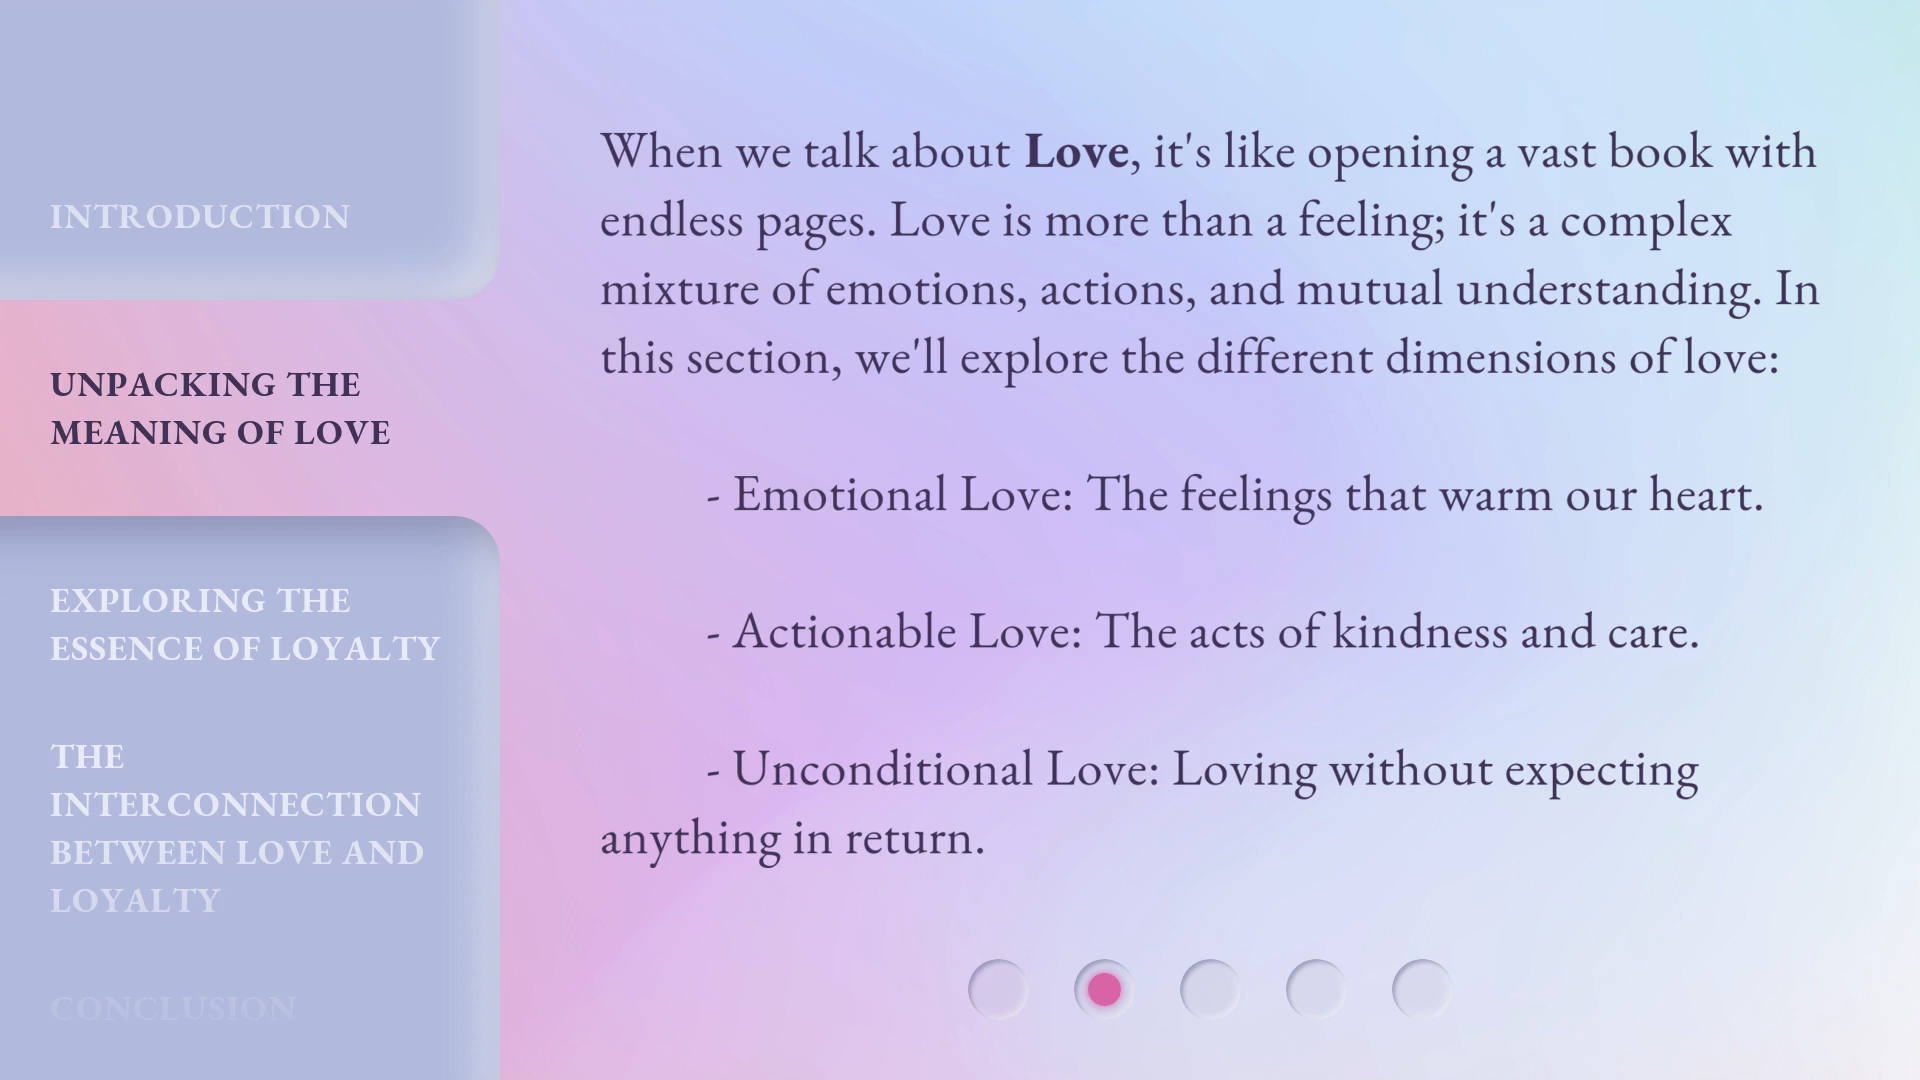 INTRODUCTION
UNPACKING THE
MEANING OF LOVE
EXPLORING THE
ESSENCE OF LOYALTY
THE
INTERCONNECTION
BETWEEN LOVE AND
LOYALTY
CONCLUSION
When we talk about Love, it's like opening a vast book with
endless pages. Love is more than a feeling; it's a complex
mixture of emotions, actions, and mutual understanding. In
this section, we'll explore the different dimensions of love:
- Emotional Love: The feelings that warm our heart.
- Actionable Love: The acts of kindness and care.
- Unconditional Love: Loving without expecting
anything in return.